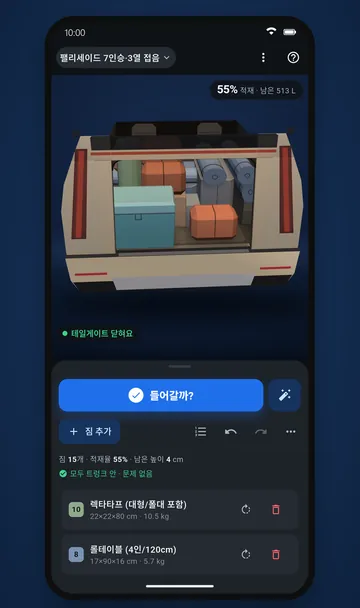 10:00
팰리세이드 7인승·3열 접음
55% 적재 · 남은 513 L
테일게이트 닫혀요
들어갈까?
+ 짐 추가
짐 15개 · 적재율 55% · 남은 높이 4 cm
모두 트렁크 안 · 문제 없음
10 렉타타프 (대형/폴대 포함)
22×22×80 cm · 10.5 kg
8 롤테이블 (4인/120cm)
17×90×16 cm · 5.7 kg